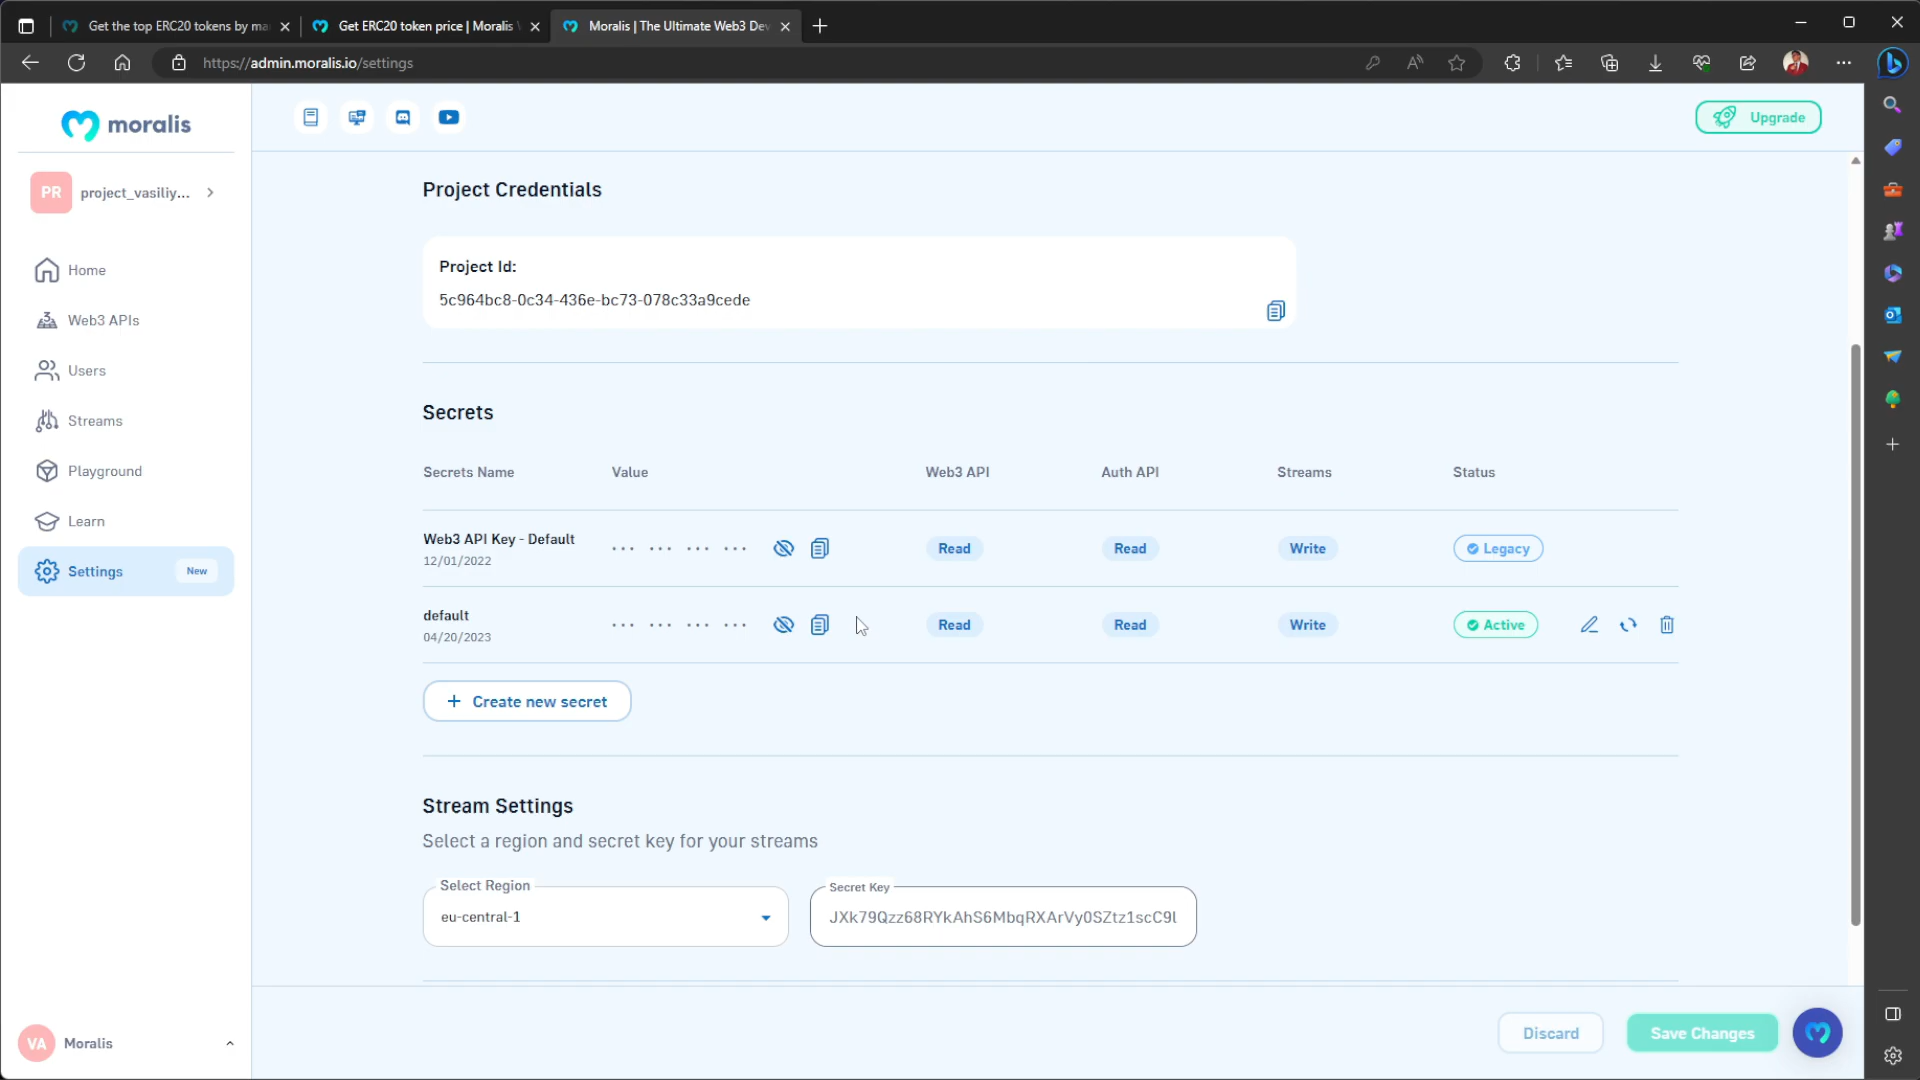 Get the top ERC20 tokens by ma
Get ERC20 token price | Moralis
Moralis | The Ultimate Web3 Dev
https://admin.moralis.io/settings
moralis
Upgrade
PR
project_vasiliy...
Home
Web3 APIs
Users
Streams
Playground
Learn
Settings
New
VA
Moralis
Project Credentials
Project Id:
5c964bc8-0c34-436e-bc73-078c33a9cede
Secrets
Secrets Name Value Web3 API Auth API Streams Status
Web3 API Key - Default
12/01/2022
··· ··· ··· ··· Read Read Write Legacy
default
04/20/2023
··· ··· ··· ··· Read Read Write Active
+ Create new secret
Stream Settings
Select a region and secret key for your streams
Select Region
eu-central-1
Secret Key
JXk79Qzz68RYkAhS6MbqRXArVy0SZtz1scC9l
Discard
Save Changes